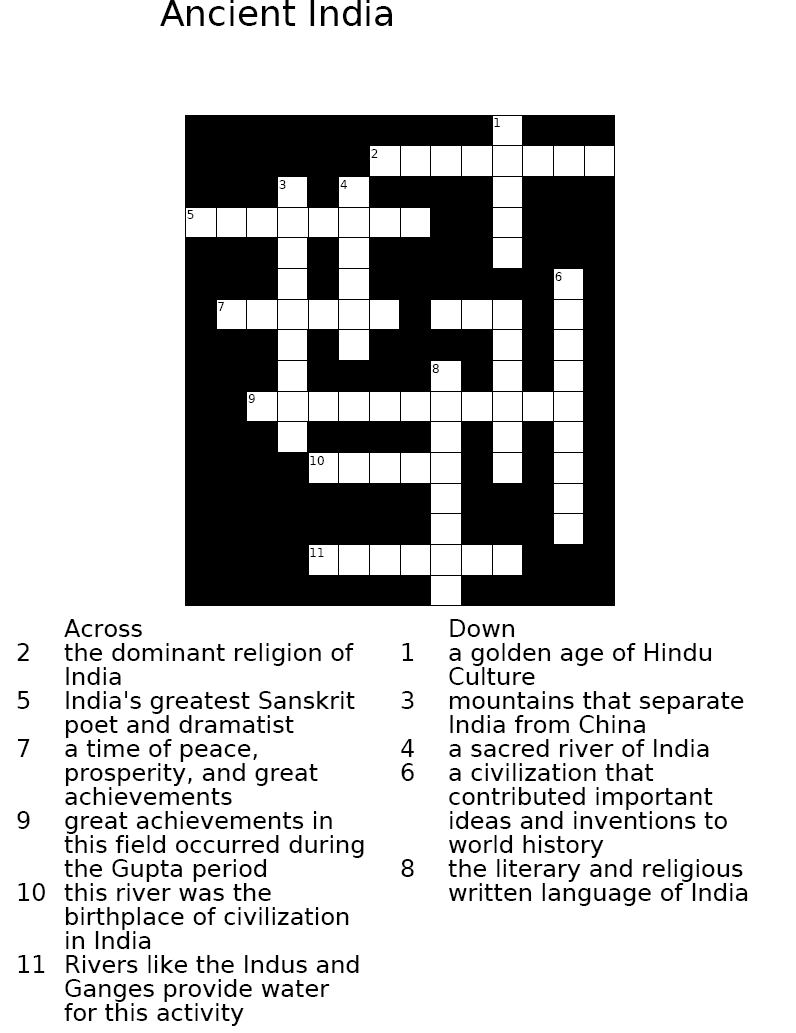 Ancient India
1
2
3 4
5
6
7
8
9
10
11
Across
2 the dominant religion of
India
5 India's greatest Sanskrit
poet and dramatist
7 a time of peace,
prosperity, and great
achievements
9 great achievements in
this field occurred during
the Gupta period
10 this river was the
birthplace of civilization
in India
11 Rivers like the Indus and
Ganges provide water
for this activity
Down
1 a golden age of Hindu
Culture
3 mountains that separate
India from China
4 a sacred river of India
6 a civilization that
contributed important
ideas and inventions to
world history
8 the literary and religious
written language of India